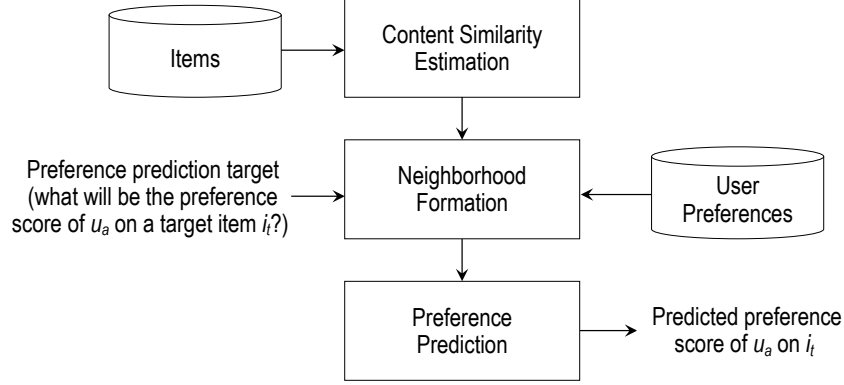 Items
Content Similarity
Estimation
Preference prediction target
(what will be the preference
score of uₐ on a target item iₜ?)
Neighborhood
Formation
User
Preferences
Preference
Prediction
Predicted preference
score of uₐ on iₜ